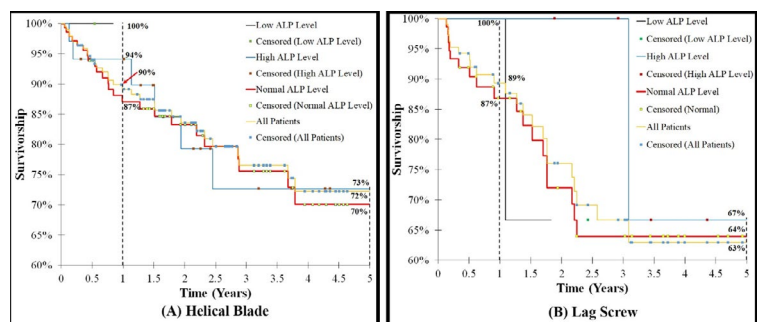 100%
95%
90%
85%
80%
75%
70%
65%
60%
Survivorship
100%
94%
90%
87%
73%
72%
70%
Low ALP Level
Censored (Low ALP Level)
High ALP Level
Censored (High ALP Level)
Normal ALP Level
Censored (Normal ALP Level)
All Patients
Censored (All Patients)
0 0.5 1 1.5 2 2.5 3 3.5 4 4.5 5
Time (Years)
(A) Helical Blade
100%
95%
90%
85%
80%
75%
70%
65%
60%
Survivorship
100%
89%
87%
67%
64%
63%
Low ALP Level
Censored (Low ALP Level)
High ALP Level
Censored (High ALP Level)
Normal ALP Level
Censored (Normal)
All Patients
Censored (All Patients)
0 0.5 1 1.5 2 2.5 3 3.5 4 4.5 5
Time (Years)
(B) Lag Screw